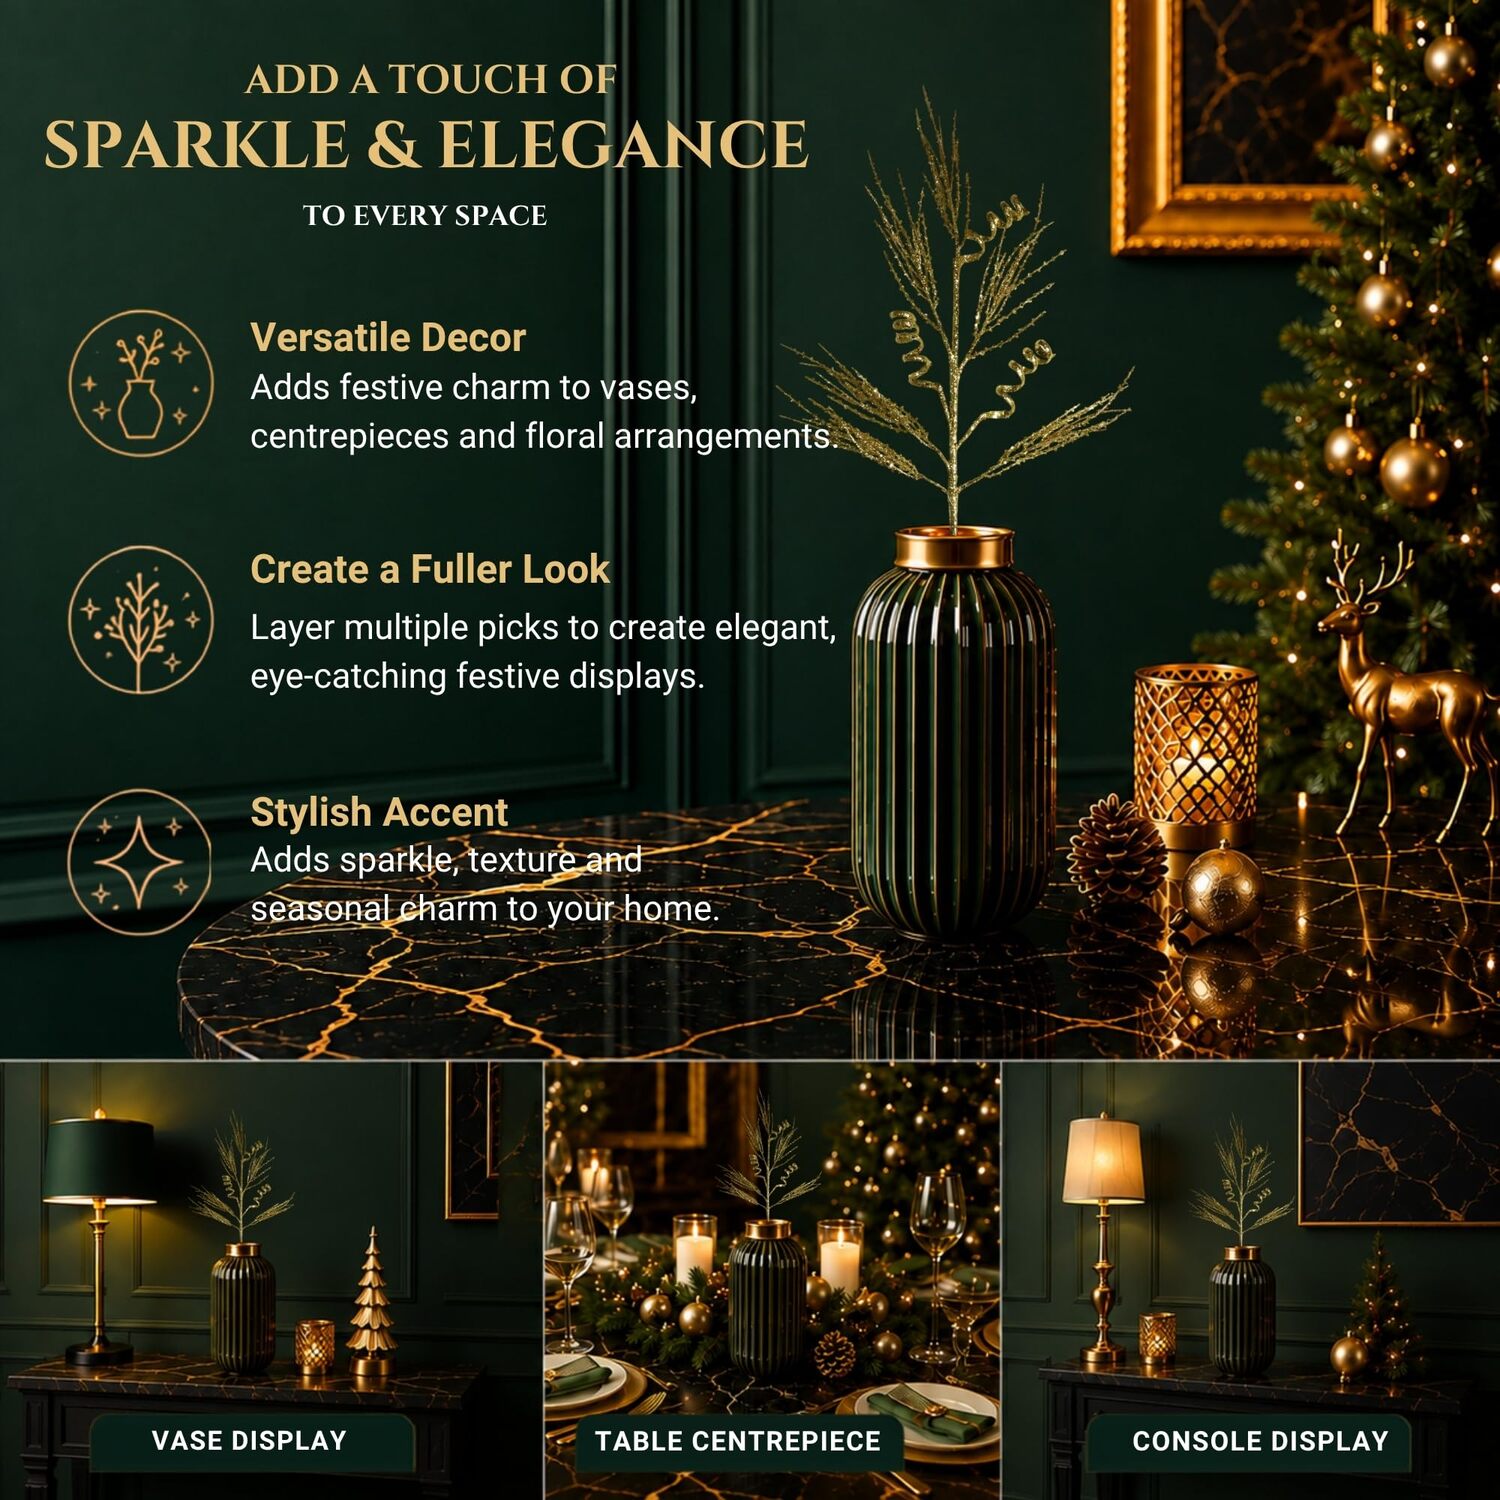 ADD A TOUCH OF
SPARKLE & ELEGANCE
TO EVERY SPACE
Versatile Decor
Adds festive charm to vases,
centrepieces and floral arrangements.
Create a Fuller Look
Layer multiple picks to create elegant,
eye-catching festive displays.
Stylish Accent
Adds sparkle, texture and
seasonal charm to your home.
VASE DISPLAY
TABLE CENTREPIECE
CONSOLE DISPLAY